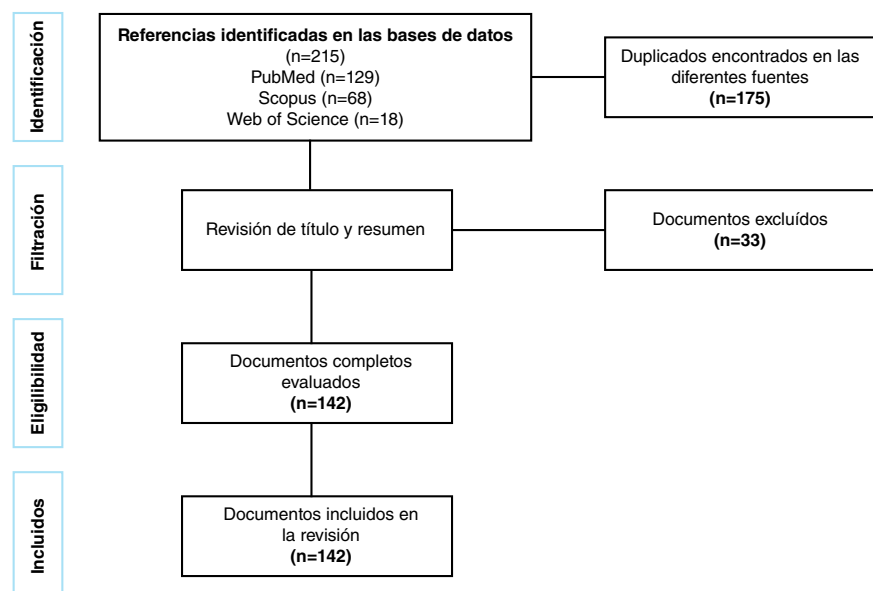 Identificación
Referencias identificadas en las bases de datos
(n=215)
PubMed (n=129)
Scopus (n=68)
Web of Science (n=18)
Duplicados encontrados en las
diferentes fuentes
(n=175)
Filtración
Revisión de título y resumen
Documentos excluídos
(n=33)
Eligilibilidad
Documentos completos
evaluados
(n=142)
Incluidos
Documentos incluidos en
la revisión
(n=142)